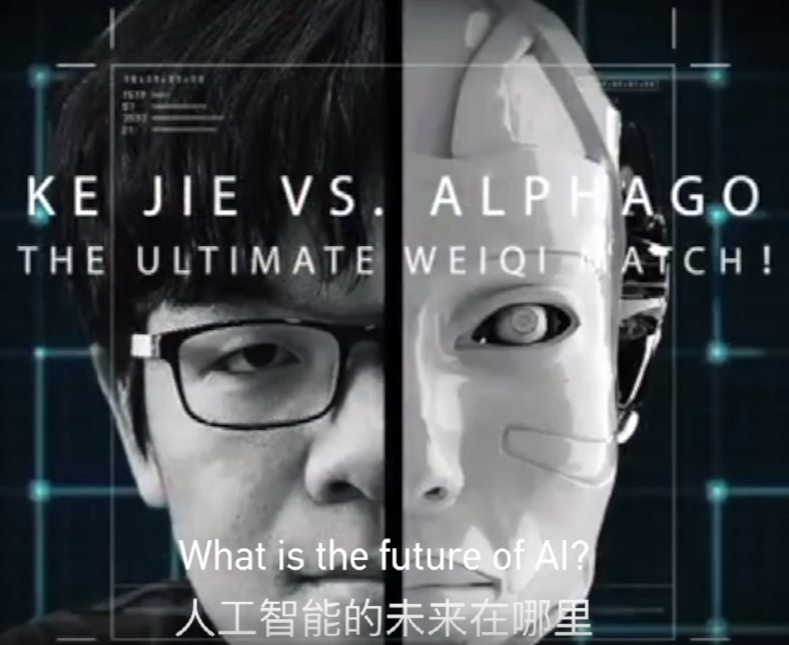 KE JIE VS. ALPHAGO
THE ULTIMATE WEIQI MATCH!
What is the future of AI?
人工智能的未来在哪里